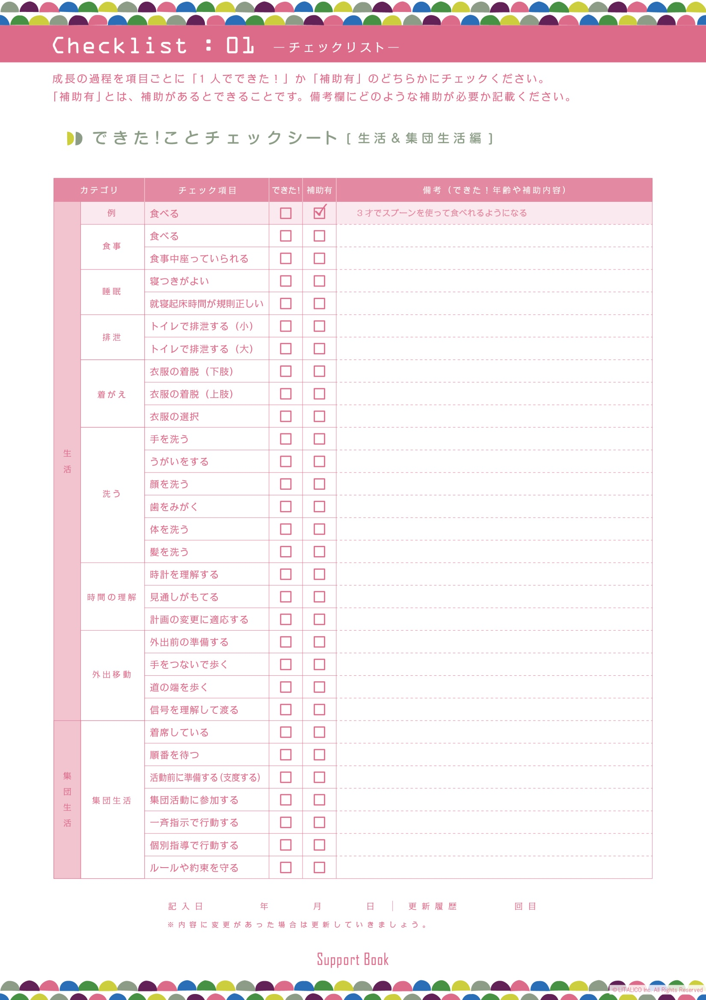 Checklist : 01 ―チェックリスト―
成長の過程を項目ごとに「1 人でできた！」か「補助有」のどちらかにチェックください。
「補助有」とは、補助があるとできることです。備考欄にどのような補助が必要か記載ください。
できた!ことチェックシート [ 生活＆集団生活編 ]
カテゴリ チェック項目 できた! 補助有 備考（できた！年齢や補助内容）
生活
例 食べる 3才でスプーンを使って食べれるようになる
食事 食べる
食事中座っていられる
睡眠 寝つきがよい
就寝起床時間が規則正しい
排泄 トイレで排泄する（小）
トイレで排泄する（大）
着がえ 衣服の着脱（下肢）
衣服の着脱（上肢）
衣服の選択
洗う 手を洗う
うがいをする
顔を洗う
歯をみがく
体を洗う
髪を洗う
時間の理解 時計を理解する
見通しがもてる
計画の変更に適応する
外出移動 外出前の準備する
手をつないで歩く
道の端を歩く
信号を理解して渡る
集団生活
集団生活 着席している
順番を待つ
活動前に準備する(支度する)
集団活動に参加する
一斉指示で行動する
個別指導で行動する
ルールや約束を守る
記入日 年 月 日 更新履歴 回目
※内容に変更があった場合は更新していきましょう。
Support Book
©LITALICO Inc. All Rights Reserved